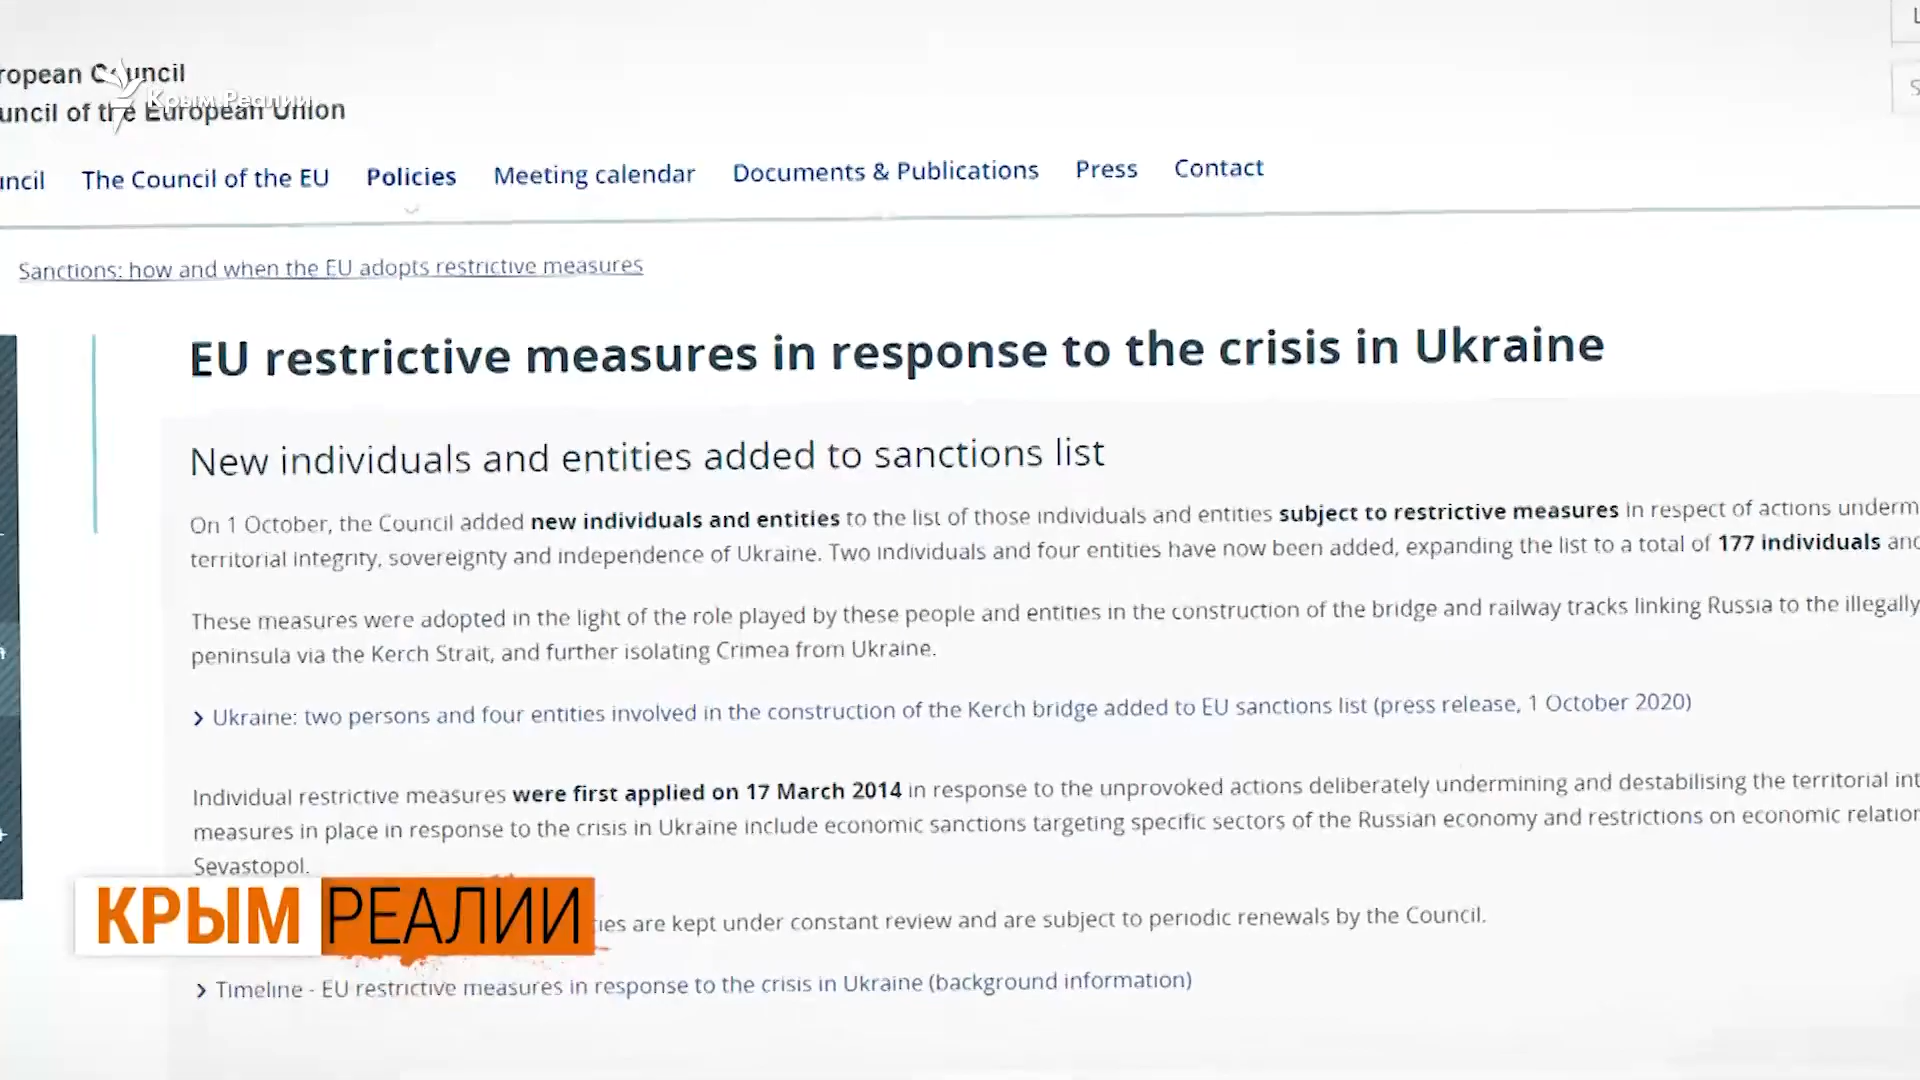 ropean Council
uncil of the European Union
Крым.Реалии
uncil The Council of the EU Policies Meeting calendar Documents & Publications Press Contact
Sanctions: how and when the EU adopts restrictive measures
EU restrictive measures in response to the crisis in Ukraine
New individuals and entities added to sanctions list
On 1 October, the Council added new individuals and entities to the list of those individuals and entities subject to restrictive measures in respect of actions underm
territorial integrity, sovereignty and independence of Ukraine. Two individuals and four entities have now been added, expanding the list to a total of 177 individuals and
These measures were adopted in the light of the role played by these people and entities in the construction of the bridge and railway tracks linking Russia to the illegally
peninsula via the Kerch Strait, and further isolating Crimea from Ukraine.
Ukraine: two persons and four entities involved in the construction of the Kerch bridge added to EU sanctions list (press release, 1 October 2020)
Individual restrictive measures were first applied on 17 March 2014 in response to the unprovoked actions deliberately undermining and destabilising the territorial int
measures in place in response to the crisis in Ukraine include economic sanctions targeting specific sectors of the Russian economy and restrictions on economic relation
Sevastopol.
КРЫМ РЕАЛИИ
ies are kept under constant review and are subject to periodic renewals by the Council.
Timeline - EU restrictive measures in response to the crisis in Ukraine (background information)